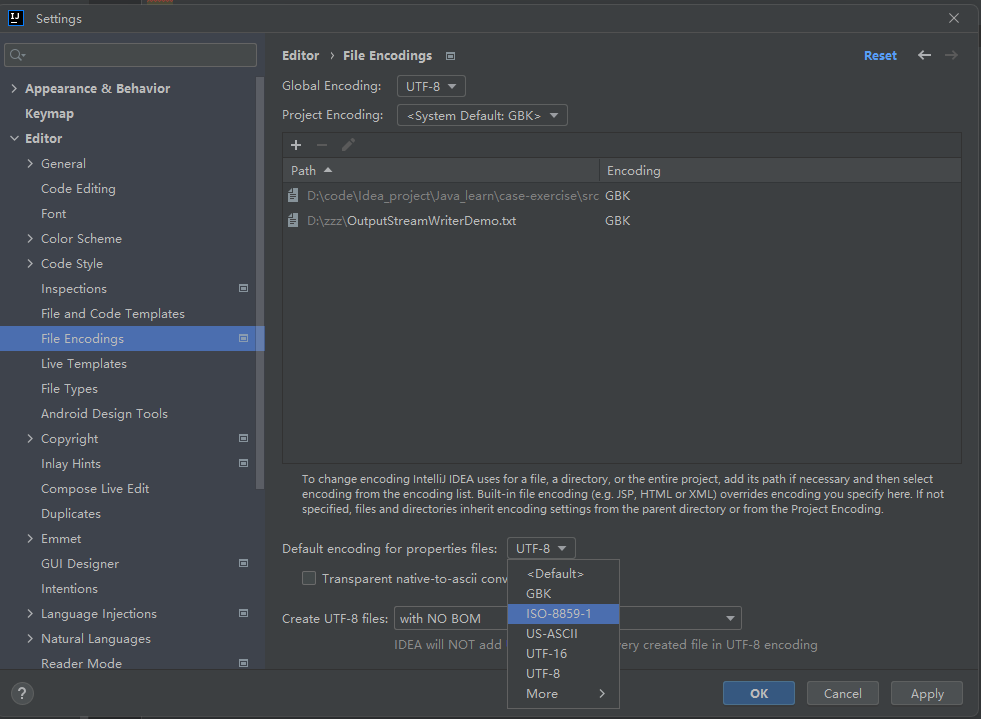 IJ Settings
Appearance & Behavior
Keymap
Editor
General
Code Editing
Font
Color Scheme
Code Style
Inspections
File and Code Templates
File Encodings
Live Templates
File Types
Android Design Tools
Copyright
Inlay Hints
Compose Live Edit
Duplicates
Emmet
GUI Designer
Intentions
Language Injections
Natural Languages
Reader Mode
?
Editor › File Encodings Reset
Global Encoding: UTF-8
Project Encoding: <System Default: GBK>
Path Encoding
D:\code\Idea_project\Java_learn\case-exercise\src GBK
D:\zzz\OutputStreamWriterDemo.txt GBK
To change encoding IntelliJ IDEA uses for a file, a directory, or the entire project, add its path if necessary and then select
encoding from the encoding list. Built-in file encoding (e.g. JSP, HTML or XML) overrides encoding you specify here. If not
specified, files and directories inherit encoding settings from the parent directory or from the Project Encoding.
Default encoding for properties files: UTF-8
Transparent native-to-ascii conv
Create UTF-8 files: with NO BOM
IDEA will NOT add very created file in UTF-8 encoding
<Default>
GBK
ISO-8859-1
US-ASCII
UTF-16
UTF-8
More
OK Cancel Apply